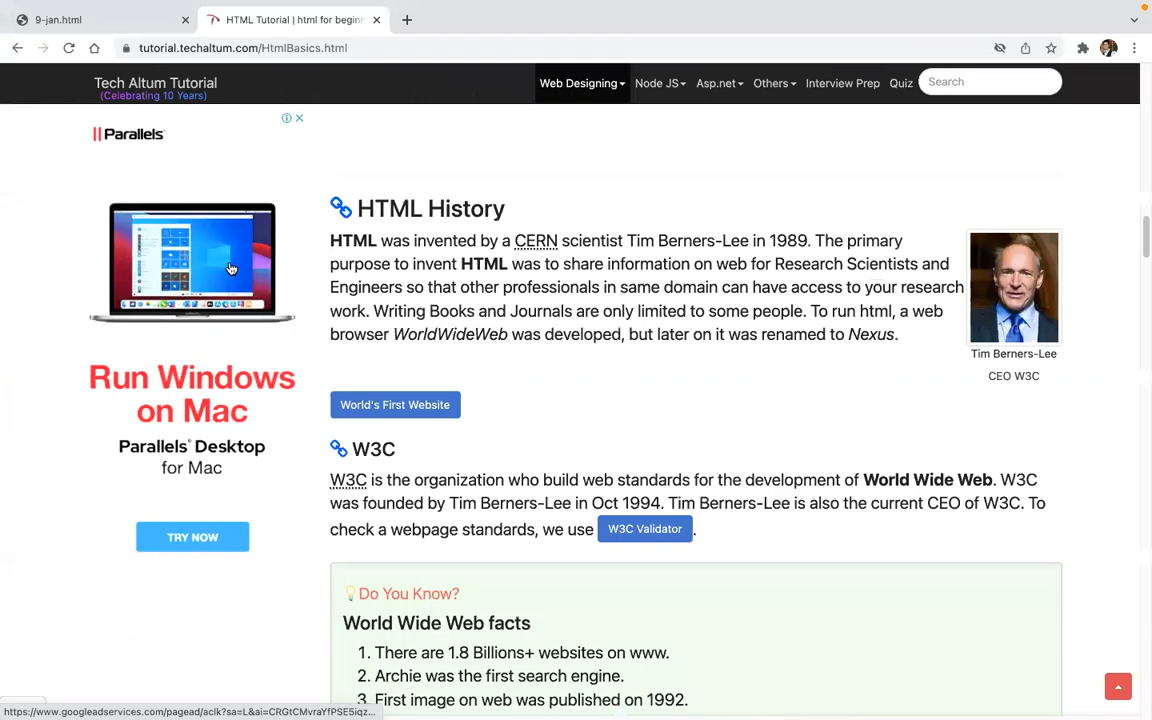 9-jan.html
HTML Tutorial | html for beginn
tutorial.techaltum.com/HtmlBasics.html
Tech Altum Tutorial
(Celebrating 10 Years)
Web Designing Node JS Asp.net Others Interview Prep Quiz Search
Parallels
HTML History
HTML was invented by a CERN scientist Tim Berners-Lee in 1989. The primary
purpose to invent HTML was to share information on web for Research Scientists and
Engineers so that other professionals in same domain can have access to your research
work. Writing Books and Journals are only limited to some people. To run html, a web
browser WorldWideWeb was developed, but later on it was renamed to Nexus.
Tim Berners-Lee
CEO W3C
Run Windows
on Mac
Parallels® Desktop
for Mac
TRY NOW
World's First Website
W3C
W3C is the organization who build web standards for the development of World Wide Web. W3C
was founded by Tim Berners-Lee in Oct 1994. Tim Berners-Lee is also the current CEO of W3C. To
check a webpage standards, we use W3C Validator .
Do You Know?
World Wide Web facts
1. There are 1.8 Billions+ websites on www.
2. Archie was the first search engine.
3. First image on web was published on 1992.
https://www.googleadservices.com/pagead/aclk?sa=L&ai=CRGtCMvraYfPSE5iqz...